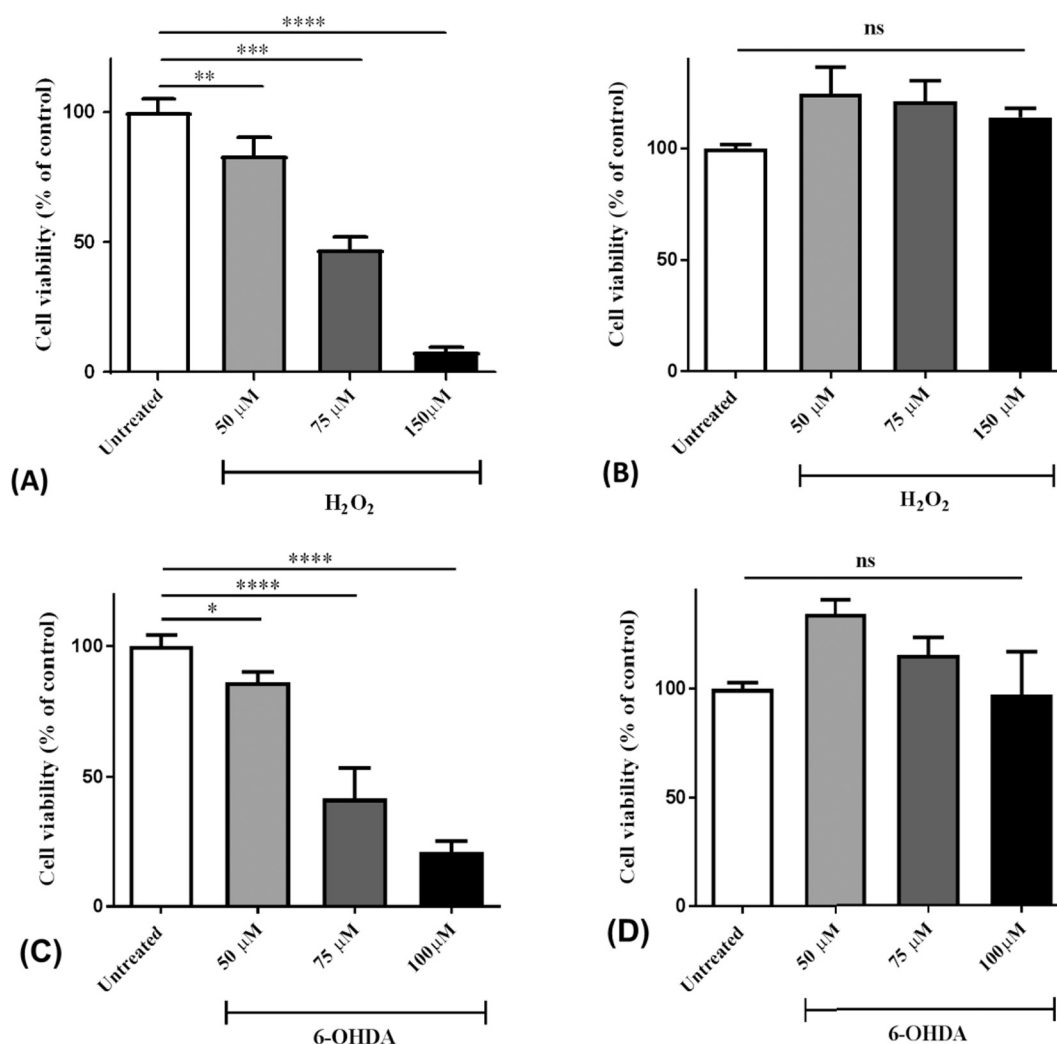 ****
***
**
Cell viability (% of control)
100
50
0
Untreated
50 μM
75 μM
150μM
H₂O₂
(A)
ns
Cell viability (% of control)
100
50
0
Untreated
50 μM
75 μM
150 μM
H₂O₂
(B)
****
****
*
Cell viability (% of control)
100
50
0
Untreated
50 μM
75 μM
100μM
6-OHDA
(C)
ns
Cell viability (% of control)
100
50
0
Untreated
50 μM
75 μM
100μM
6-OHDA
(D)